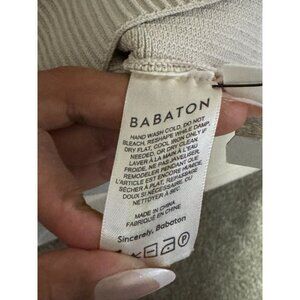 BABATON
HAND WASH COLD, DO NOT
BLEACH, RESHAPE WHILE DAMP,
DRY FLAT, COOL IRON ONLY IF
NEEDED, OR DRY CLEAN.
LAVER À LA MAIN À L'EAU
FROIDE, NE PAS JAVELLISER,
REMODELER PENDANT QUE
L'ARTICLE EST ENCORE HUMIDE,
SÉCHER À PLAT, REPASSAGE
DOUX SI NÉCESSAIRE, OU
NETTOYER À SEC.
MADE IN CHINA
FABRIQUÉ EN CHINE
Sincerely, Babaton
P